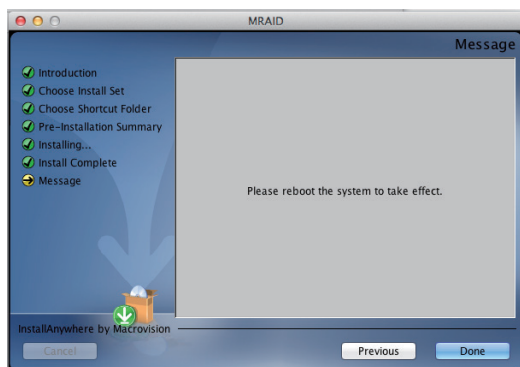 MRAID
Message
Introduction
Choose Install Set
Choose Shortcut Folder
Pre-Installation Summary
Installing...
Install Complete
Message
Please reboot the system to take effect.
InstallAnywhere by Macrovision
Cancel
Previous
Done